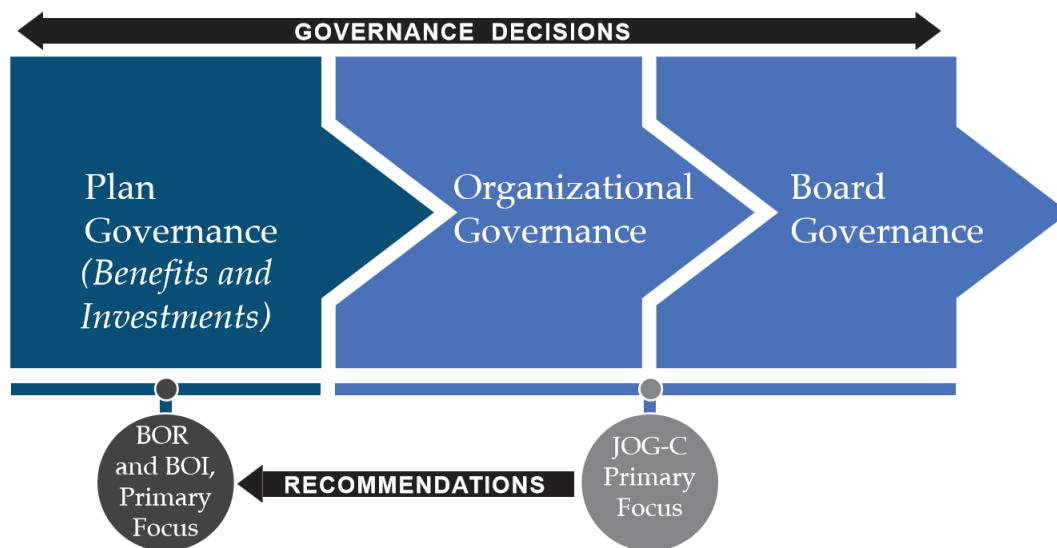 GOVERNANCE DECISIONS
Plan
Governance
(Benefits and
Investments)
Organizational
Governance
Board
Governance
BOR
and BOI,
Primary
Focus
RECOMMENDATIONS
JOG-C
Primary
Focus